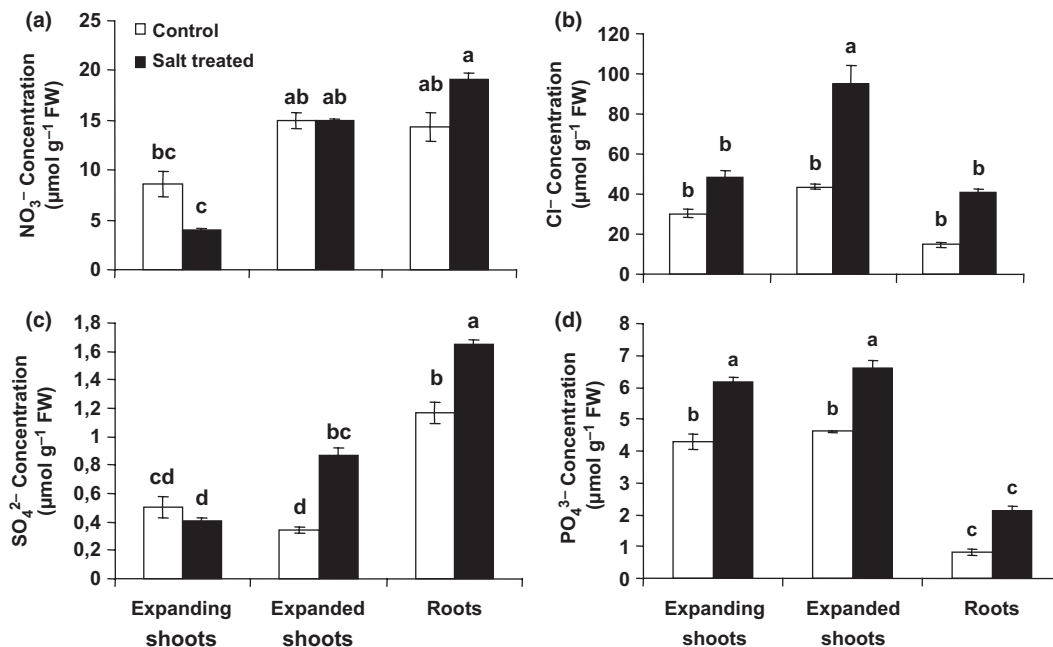 (a)
25
20
15
10
5
0
NO₃⁻ Concentration
(µmol g⁻¹ FW)
Control
Salt treated
bc
c
ab
ab
ab
a
(b)
120
100
80
60
40
20
0
Cl⁻ Concentration
(µmol g⁻¹ FW)
b
b
b
a
b
b
(c)
1,8
1,6
1,4
1,2
1
0,8
0,6
0,4
0,2
0
SO₄²⁻ Concentration
(µmol g⁻¹ FW)
cd
d
d
bc
b
a
Expanding
shoots
Expanded
shoots
Roots
(d)
8
7
6
5
4
3
2
1
0
PO₄³⁻ Concentration
(µmol g⁻¹ FW)
b
a
b
a
c
c
Expanding
shoots
Expanded
shoots
Roots